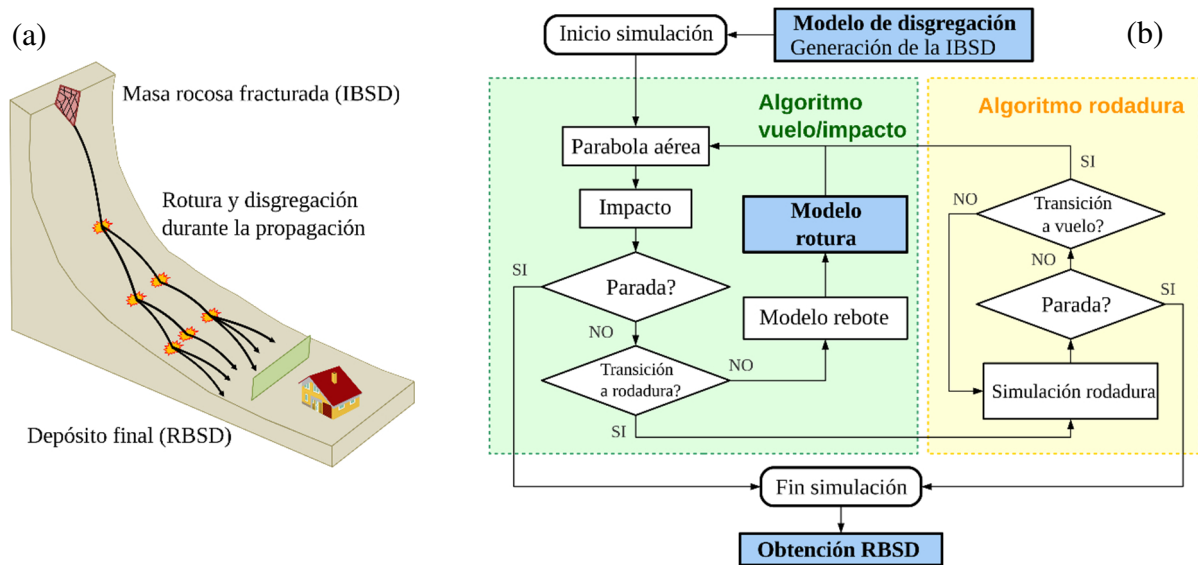 (a)
Masa rocosa fracturada (IBSD)
Rotura y disgregación
durante la propagación
Depósito final (RBSD)
(b)
Inicio simulación
Modelo de disgregación
Generación de la IBSD
Algoritmo
vuelo/impacto
Algoritmo rodadura
Parabola aérea
Impacto
Parada?
SI
NO
Transición
a rodadura?
NO
SI
Modelo
rotura
Modelo rebote
SI
Transición
a vuelo?
NO
NO
Parada?
SI
Simulación rodadura
Fin simulación
Obtención RBSD